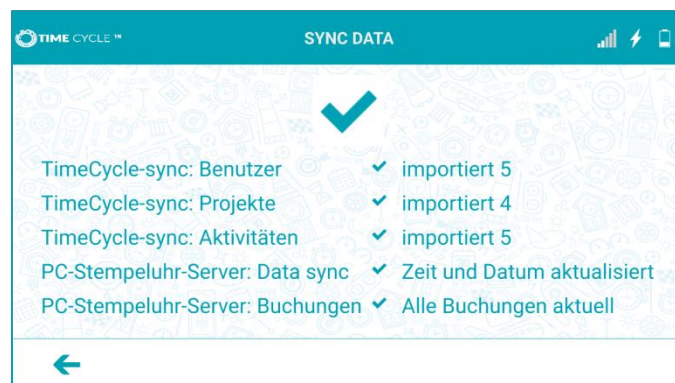 TIME CYCLE ™ SYNC DATA
TimeCycle-sync: Benutzer ✔ importiert 5
TimeCycle-sync: Projekte ✔ importiert 4
TimeCycle-sync: Aktivitäten ✔ importiert 5
PC-Stempeluhr-Server: Data sync ✔ Zeit und Datum aktualisiert
PC-Stempeluhr-Server: Buchungen ✔ Alle Buchungen aktuell